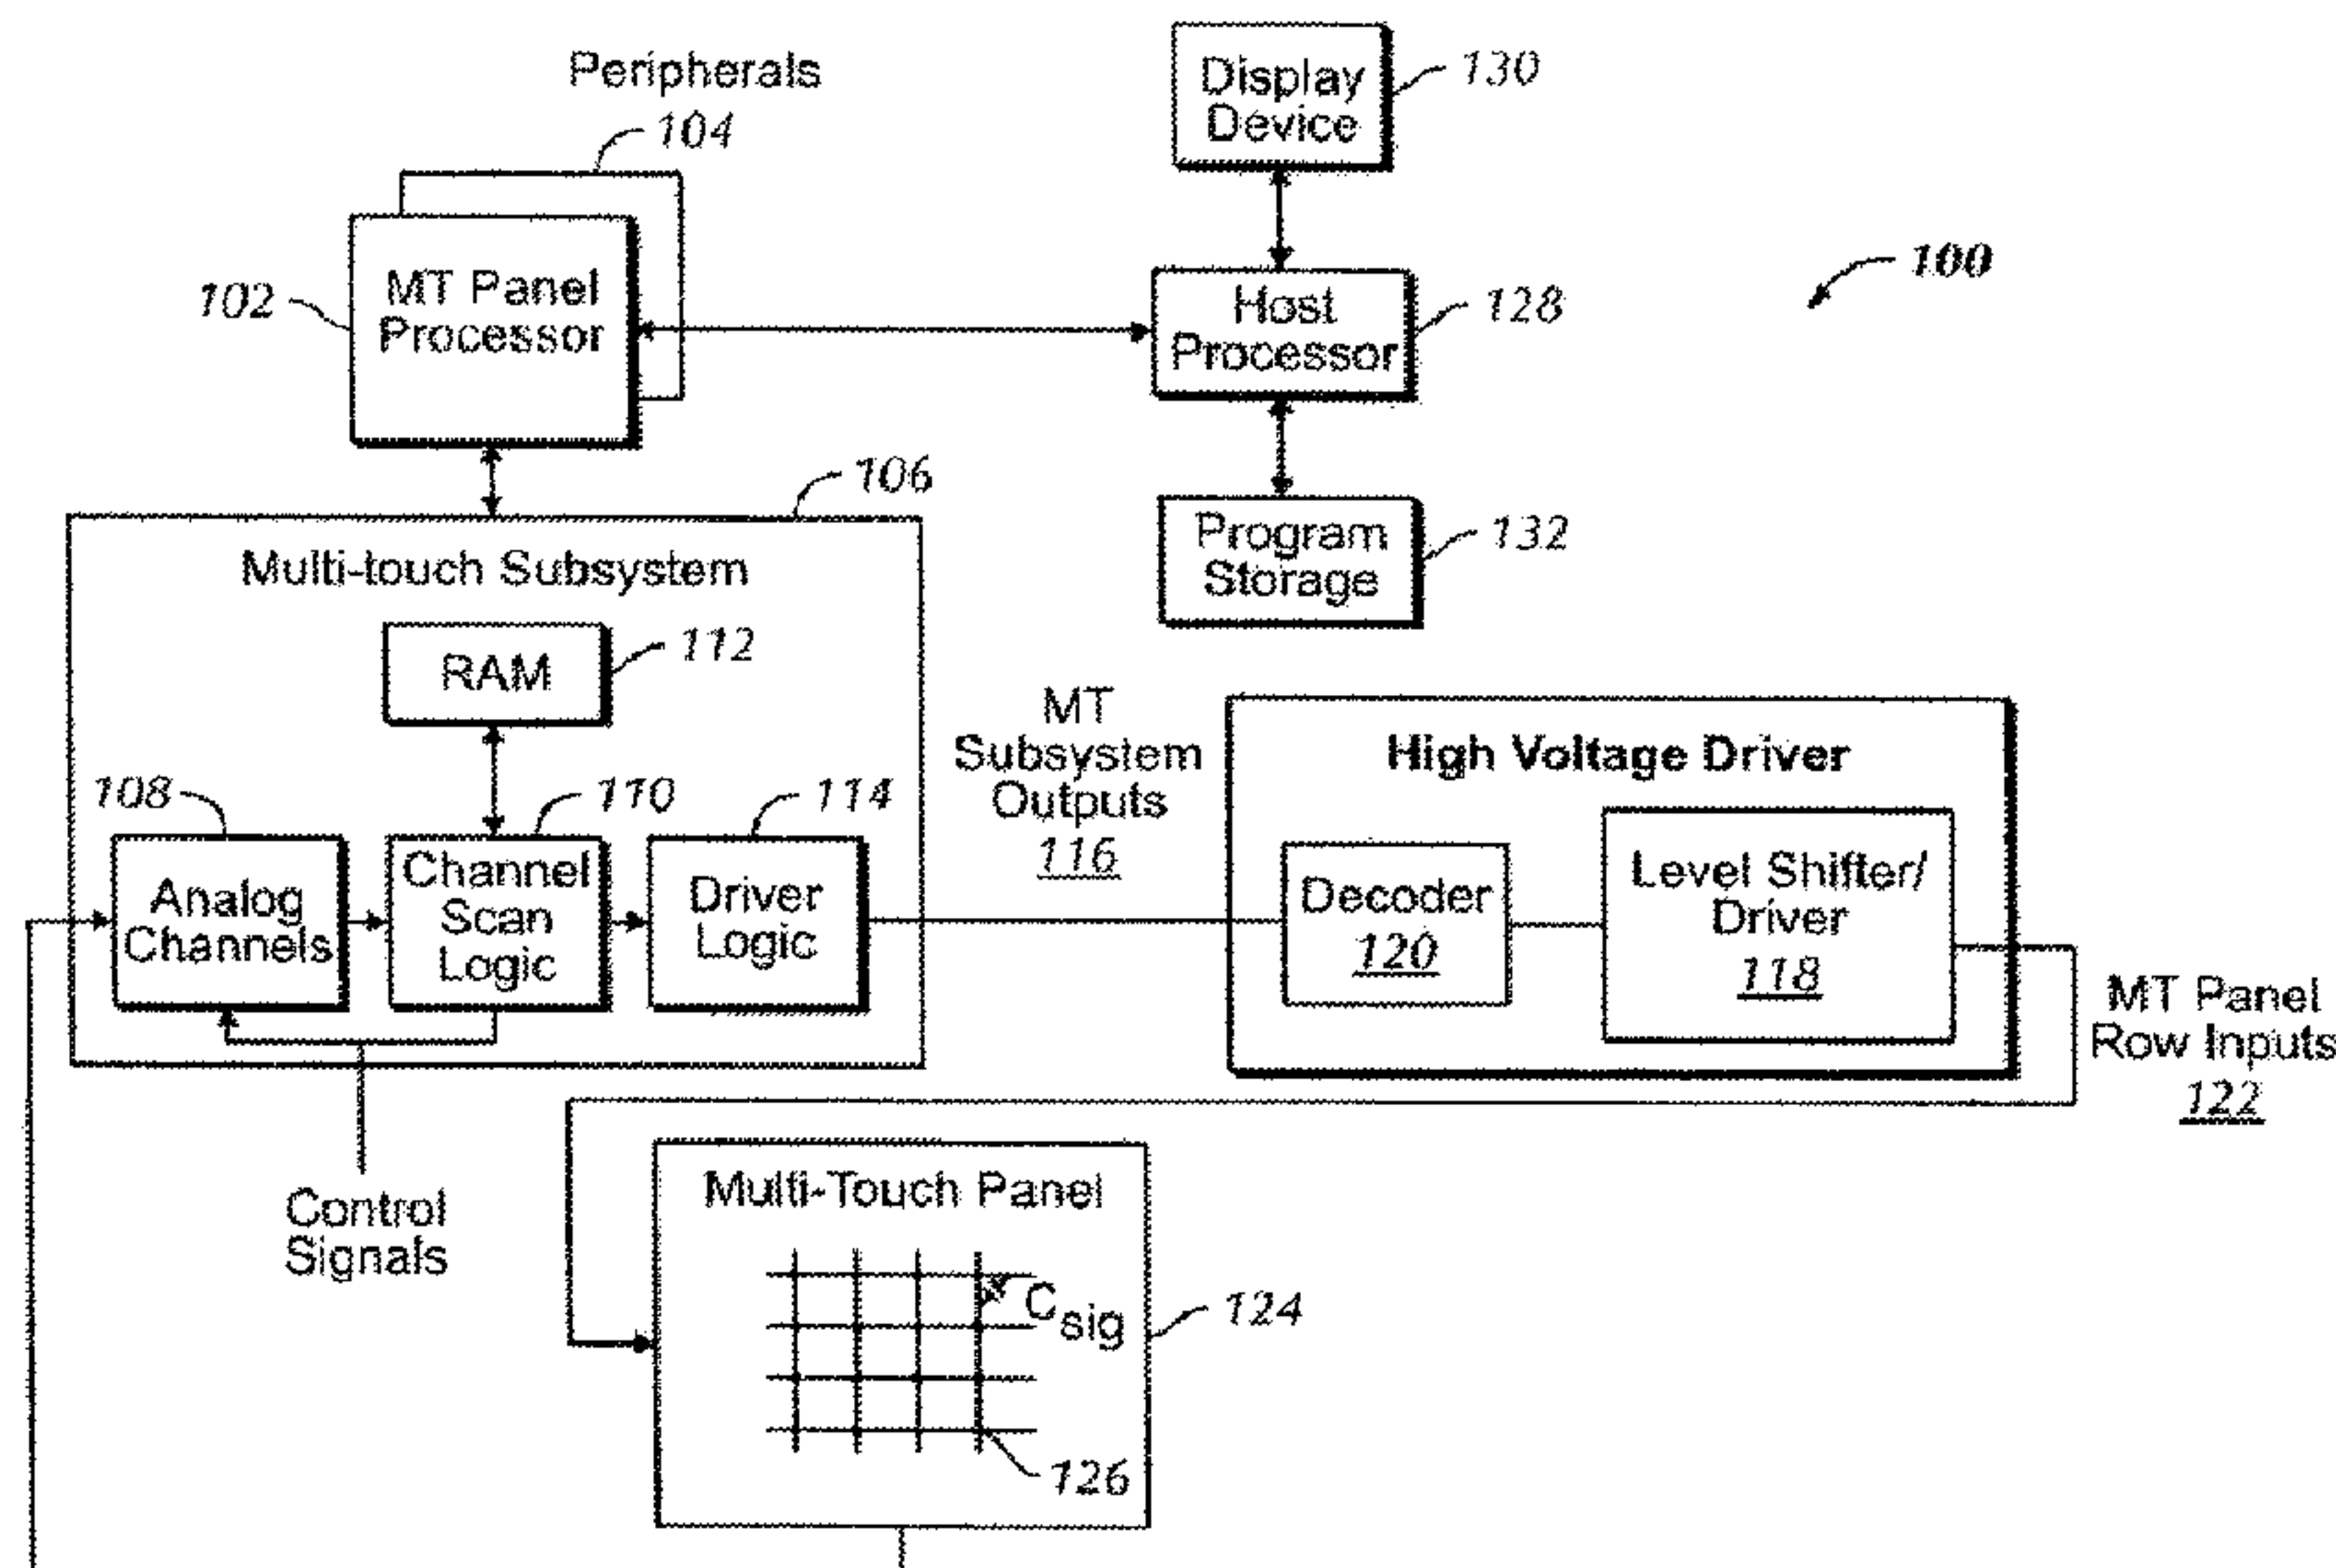 Peripherals
104
Display
Device
130
100
MT Panel
Processor
102
Host
Processor
128
106
Program
Storage
132
Multi-touch Subsystem
RAM
112
MT
Subsystem
Outputs
116
High Voltage Driver
108
110
114
Analog
Channels
Channel
Scan
Logic
Driver
Logic
Decoder
120
Level Shifter/
Driver
118
MT Panel
Row Inputs
122
Control
Signals
Multi-Touch Panel
Csig
124
126